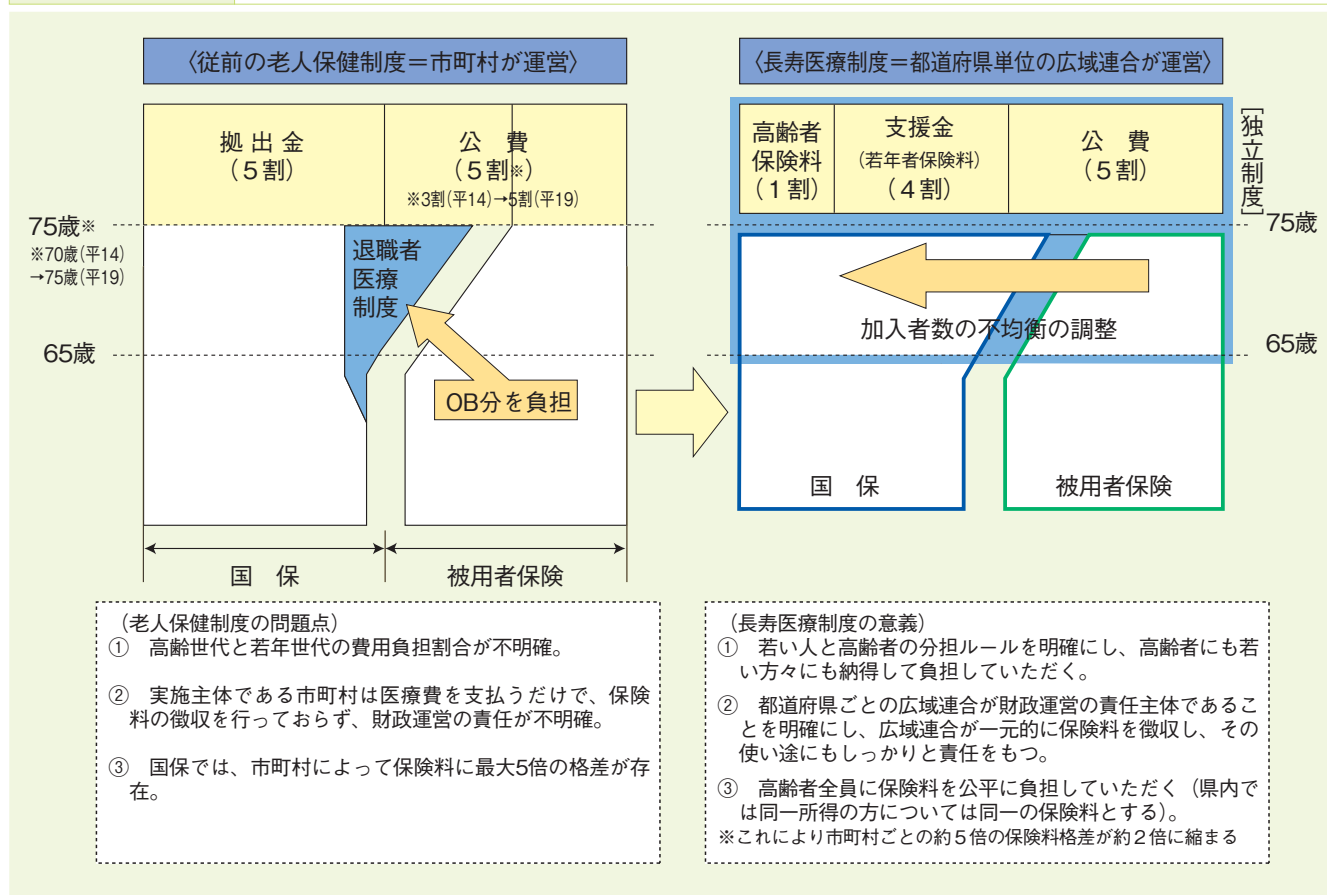 〈従前の老人保健制度＝市町村が運営〉
拠出金
（5割）
公　費
（5割※）
※3割(平14)→5割(平19)
75歳※
※70歳(平14)
→75歳(平19)
退職者
医療
制度
65歳
OB分を負担
国　保
被用者保険
（老人保健制度の問題点）
①　高齢世代と若年世代の費用負担割合が不明確。
②　実施主体である市町村は医療費を支払うだけで、保険
料の徴収を行っておらず、財政運営の責任が不明確。
③　国保では、市町村によって保険料に最大5倍の格差が存
在。
〈長寿医療制度＝都道府県単位の広域連合が運営〉
高齢者
保険料
（1割）
支援金
（若年者保険料）
（4割）
公　費
（5割）
［独立制度］
75歳
加入者数の不均衡の調整
65歳
国　保
被用者保険
（長寿医療制度の意義）
①　若い人と高齢者の分担ルールを明確にし、高齢者にも若
い方々にも納得して負担していただく。
②　都道府県ごとの広域連合が財政運営の責任主体であるこ
とを明確にし、広域連合が一元的に保険料を徴収し、その
使い途にもしっかりと責任をもつ。
③　高齢者全員に保険料を公平に負担していただく（県内で
は同一所得の方については同一の保険料とする）。
※これにより市町村ごとの約５倍の保険料格差が約２倍に縮まる